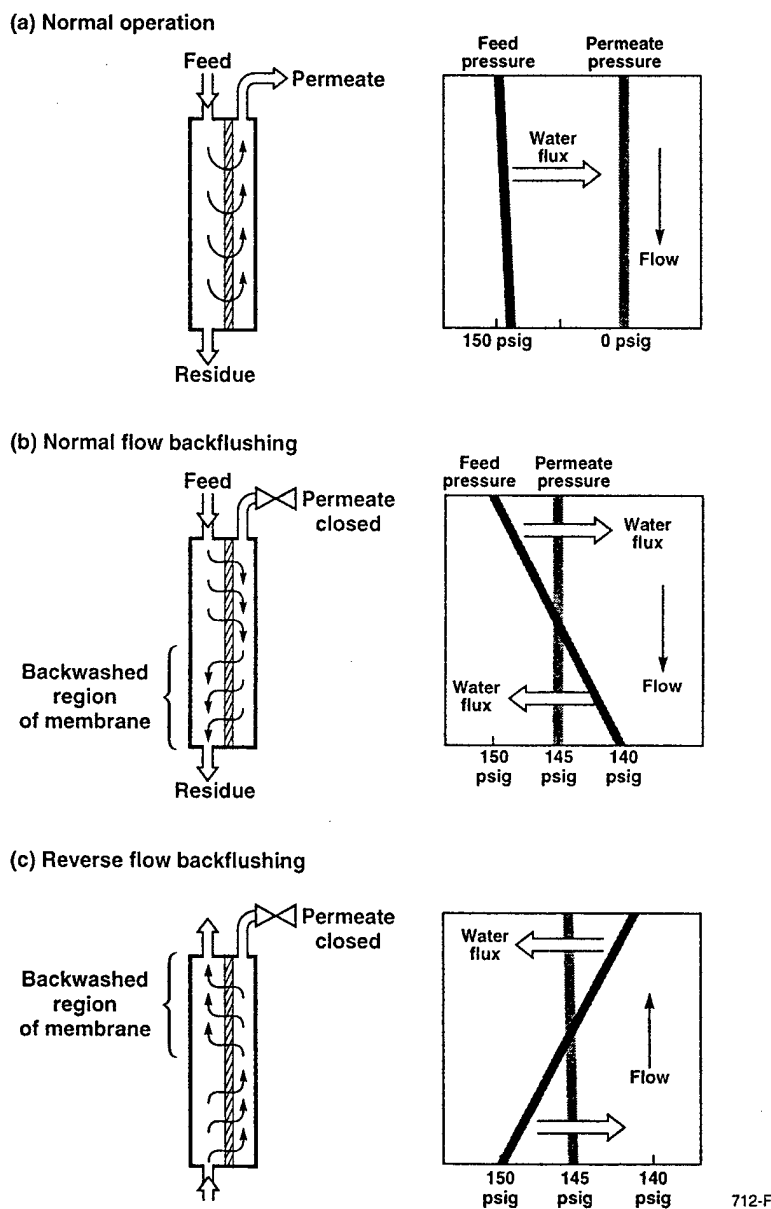 (a) Normal operation
Feed
Permeate
Residue
Feed
pressure
Permeate
pressure
Water
flux
Flow
150 psig
0 psig
(b) Normal flow backflushing
Feed
Permeate
closed
Backwashed
region
of membrane
Residue
Feed
pressure
Permeate
pressure
Water
flux
Water
flux
Flow
150
psig
145
psig
140
psig
(c) Reverse flow backflushing
Permeate
closed
Backwashed
region
of membrane
Water
flux
Flow
150
psig
145
psig
140
psig
712-F